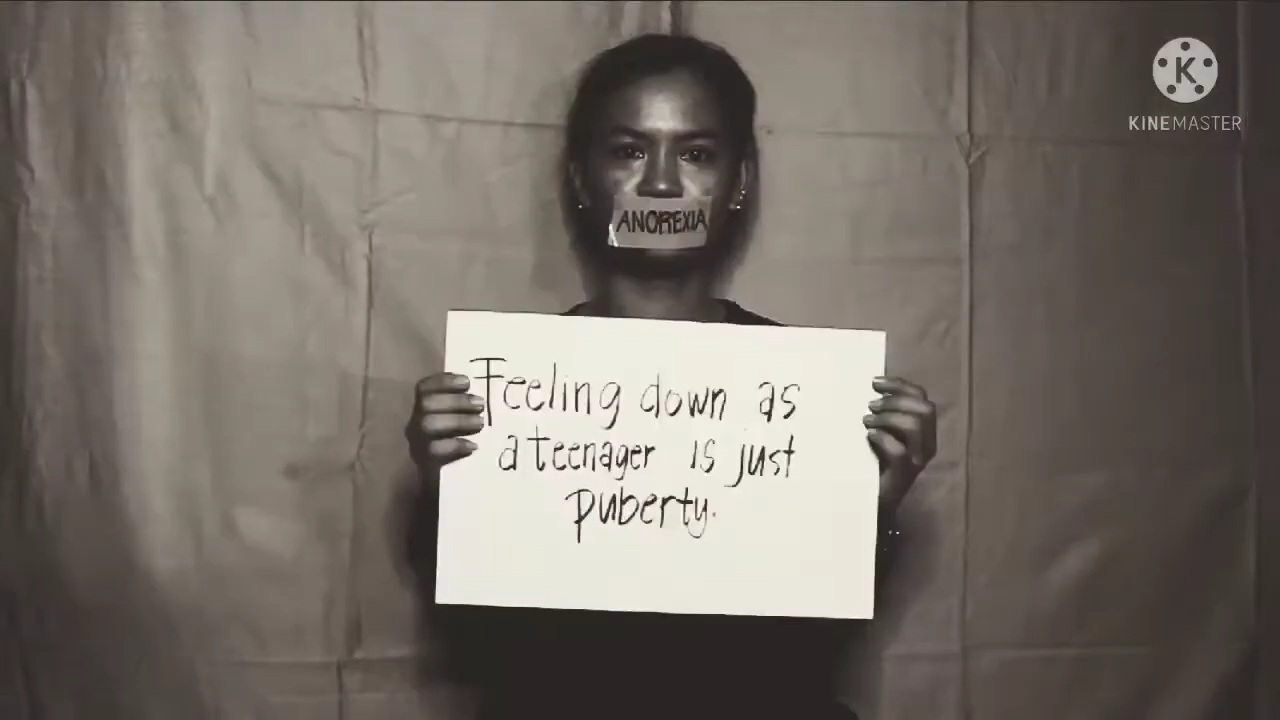 KINEMASTER
ANOREXIA
Feeling down as
a teenager is just
puberty.